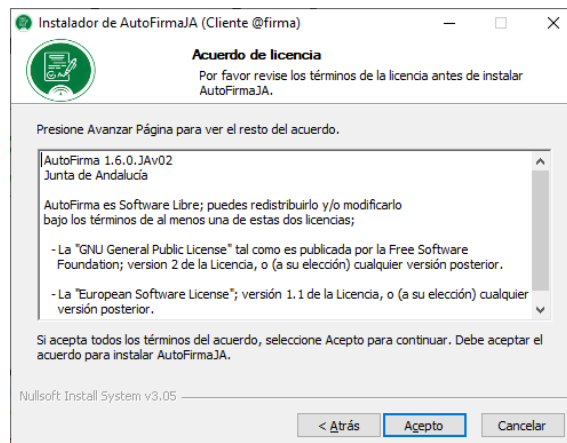 Instalador de AutoFirmaJA (Cliente @firma)
Acuerdo de licencia
Por favor revise los términos de la licencia antes de instalar
AutoFirmaJA.
Presione Avanzar Página para ver el resto del acuerdo.
AutoFirma 1.6.0.JAv02
Junta de Andalucía
AutoFirma es Software Libre; puedes redistribuirlo y/o modificarlo
bajo los términos de al menos una de estas dos licencias;
- La "GNU General Public License" tal como es publicada por la Free Software
Foundation; version 2 de la Licencia, o (a su elección) cualquier versión posterior.
- La "European Software License"; versión 1.1 de la Licencia, o (a su elección) cualquier
versión posterior.
Si acepta todos los términos del acuerdo, seleccione Acepto para continuar. Debe aceptar el
acuerdo para instalar AutoFirmaJA.
Nullsoft Install System v3.05
< Atrás Acepto Cancelar